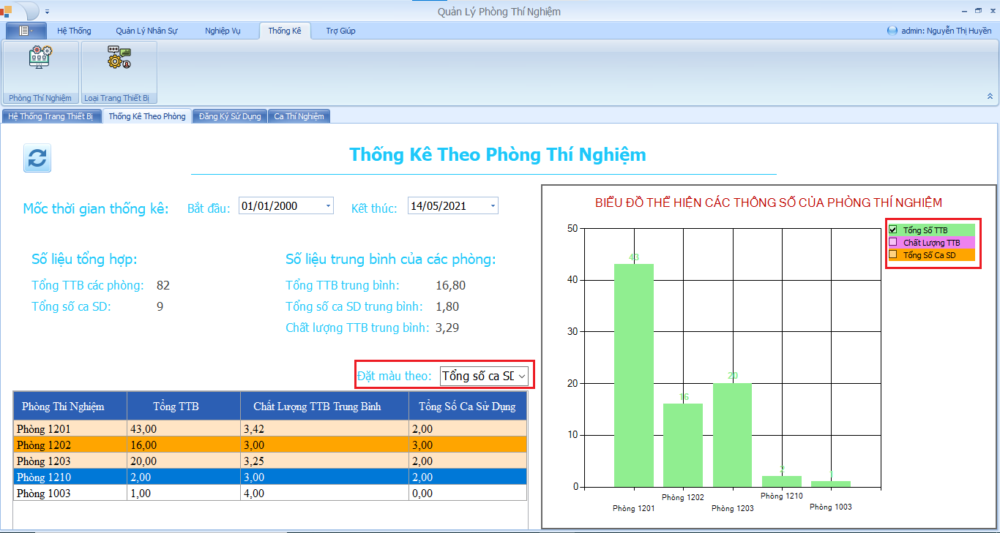 Quản Lý Phòng Thí Nghiệm
Hệ Thống Quản Lý Nhân Sự Nghiệp Vụ Thống Kê Trợ Giúp admin: Nguyễn Thị Huyền
Phòng Thí Nghiệm Loại Trang Thiết Bị
Hệ Thống Trang Thiết Bị Thống Kê Theo Phòng Đăng Ký Sử Dụng Ca Thí Nghiệm
Thống Kê Theo Phòng Thí Nghiệm
Mốc thời gian thống kê: Bắt đầu: 01/01/2000 Kết thúc: 14/05/2021
Số liệu tổng hợp:
Tổng TTB các phòng: 82
Tổng số ca SD: 9
Số liệu trung bình của các phòng:
Tổng TTB trung bình: 16,80
Tổng số ca SD trung bình: 1,80
Chất lượng TTB trung bình: 3,29
Đặt màu theo: Tổng số ca SD
Phòng Thí Nghiệm Tổng TTB Chất Lượng TTB Trung Bình Tổng Số Ca Sử Dụng
Phòng 1201 43,00 3,42 2,00
Phòng 1202 16,00 3,00 3,00
Phòng 1203 20,00 3,25 2,00
Phòng 1210 2,00 3,00 2,00
Phòng 1003 1,00 4,00 0,00
BIỂU ĐỒ THỂ HIỆN CÁC THÔNG SỐ CỦA PHÒNG THÍ NGHIỆM
Tổng Số TTB
Chất Lượng TTB
Tổng Số Ca SD
50
40
30
20
10
0
43
16
20
2
1
Phòng 1201
Phòng 1202
Phòng 1203
Phòng 1210
Phòng 1003